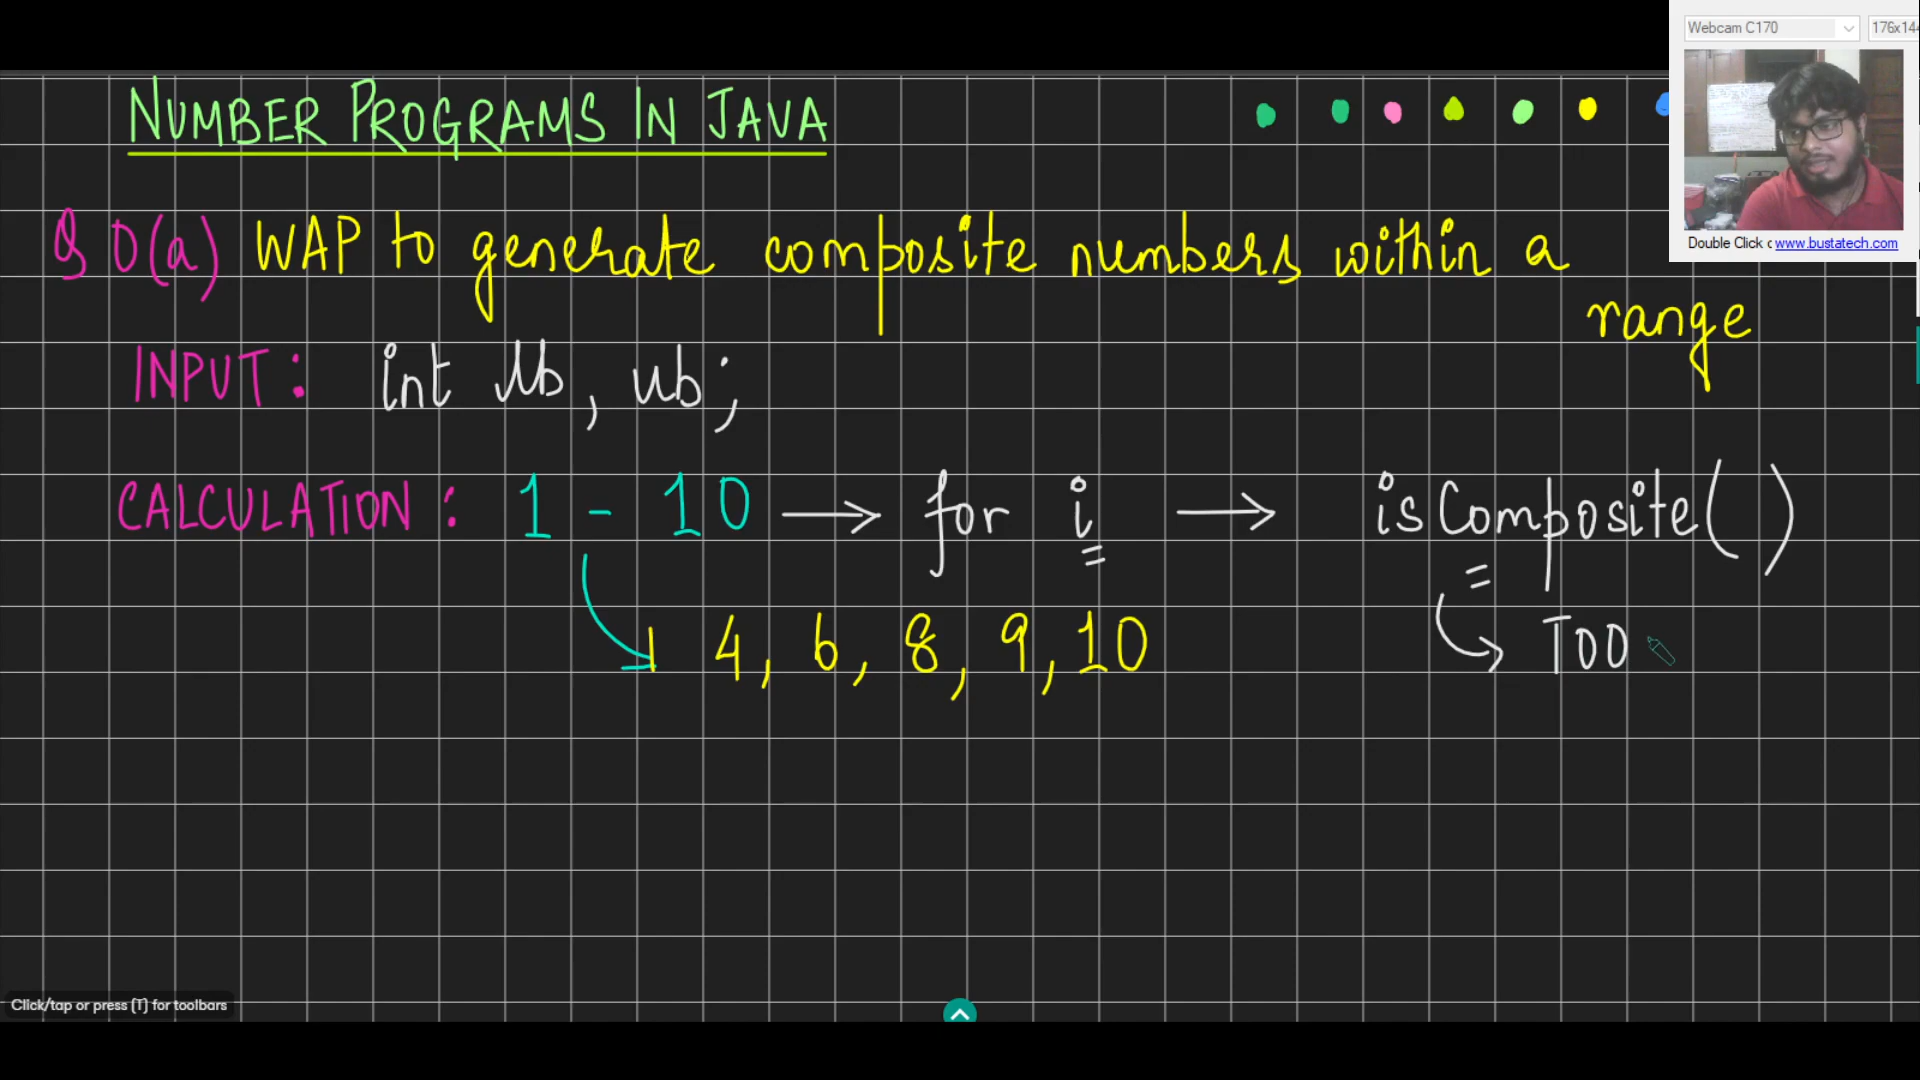 Webcam C170
176x144
NUMBER PROGRAMS IN JAVA
Double Click c www.bustatech.com
Q 0(a) WAP to generate composite numbers within a
range
INPUT: int lb, ub;
CALCULATION: 1 - 10 → for i → isComposite( )
4, 6, 8, 9, 10
TOO
Click/tap or press (T) for toolbars